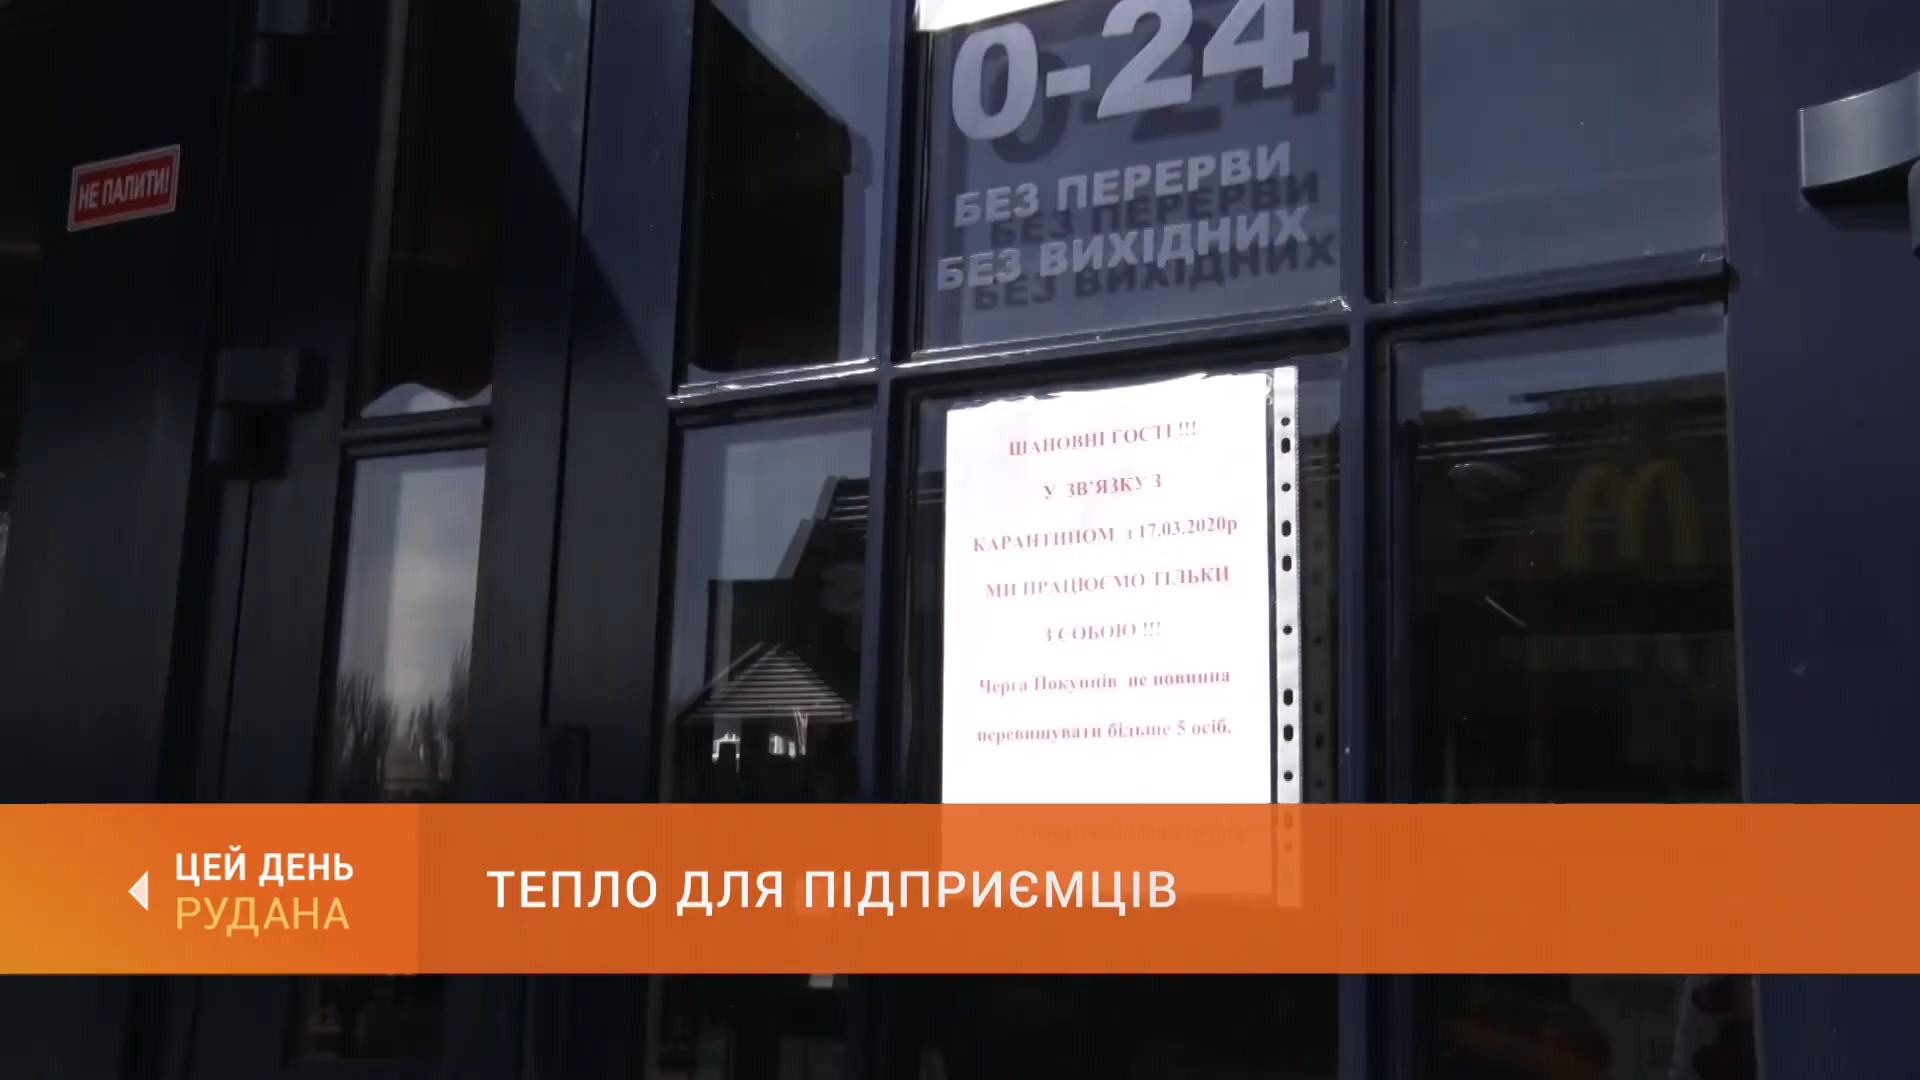 0-24
БЕЗ ПЕРЕРВИ
БЕЗ ВИХІДНИХ
НЕ ПАЛИТИ!
ШАНОВНІ ГОСТІ !!!
У ЗВ'ЯЗКУ З
КАРАНТИНОМ з 17.03.2020р
МИ ПРАЦЮЄМО ТІЛЬКИ
З СОБОЮ !!!
Черга Покупців не повинна
перевищувати більше 5 осіб.
ЦЕЙ ДЕНЬ
РУДАНА
ТЕПЛО ДЛЯ ПІДПРИЄМЦІВ